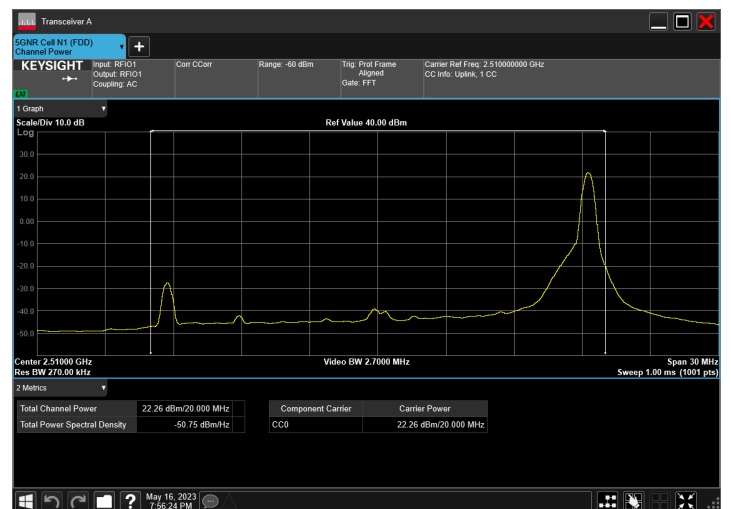 Transceiver A
5GNR Cell N1 (FDD)
Channel Power
KEYSIGHT
LXI
Input: RFIO1
Output: RFIO1
Coupling: AC
Corr CCorr
Range: -60 dBm
Trig: Prot Frame
Aligned
Gate: FFT
Carrier Ref Freq: 2.510000000 GHz
CC Info: Uplink, 1 CC
1 Graph
Scale/Div 10.0 dB
Ref Value 40.00 dBm
Log
30.0
20.0
10.0
0.00
-10.0
-20.0
-30.0
-40.0
-50.0
Center 2.51000 GHz
Video BW 2.7000 MHz
Span 30 MHz
Res BW 270.00 kHz
Sweep 1.00 ms (1001 pts)
2 Metrics
Total Channel Power 22.26 dBm/20.000 MHz
Total Power Spectral Density -50.75 dBm/Hz
Component Carrier Carrier Power
CC0 22.26 dBm/20.000 MHz
?
May 16, 2023
7:56:24 PM